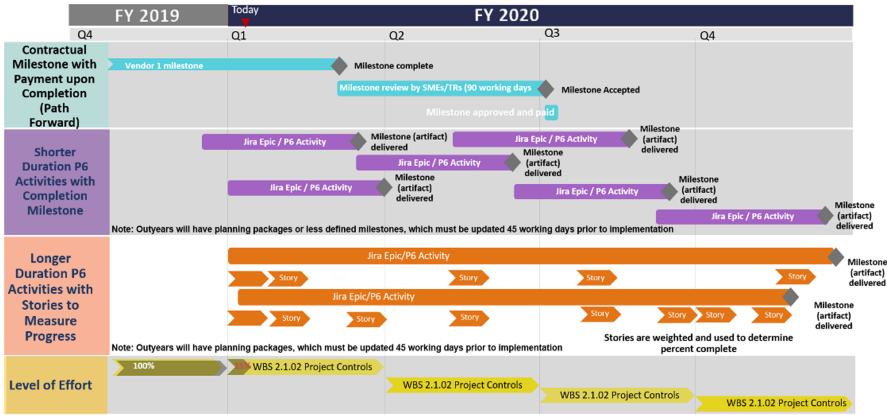 FY 2019
Today
FY 2020
Q4
Q1
Q2
Q3
Q4
Contractual
Milestone with
Payment upon
Completion
(Path
Forward)
Vendor 1 milestone
Milestone complete
Milestone review by SMEs/TRs (90 working days
Milestone Accepted
Milestone approved and paid
Shorter
Duration P6
Activities with
Completion
Milestone
Jira Epic / P6 Activity
Milestone
(artifact)
delivered
Jira Epic / P6 Activity
Milestone
(artifact)
delivered
Jira Epic / P6 Activity
Milestone
(artifact)
delivered
Jira Epic / P6 Activity
Milestone
(artifact)
delivered
Jira Epic / P6 Activity
Milestone
(artifact)
delivered
Jira Epic / P6 Activity
Milestone
(artifact)
delivered
Note: Outyears will have planning packages or less defined milestones, which must be updated 45 working days prior to implementation
Longer
Duration P6
Activities with
Stories to
Measure
Progress
Jira Epic/P6 Activity
Milestone
(artifact)
delivered
Story
Story
Story
Story
Jira Epic/P6 Activity
Milestone
(artifact)
delivered
Story
Story
Story
Story
Story
Story
Story
Stories are weighted and used to determine
percent complete
Note: Outyears will have planning packages, which must be updated 45 working days prior to implementation
Level of Effort
100%
WBS 2.1.02 Project Controls
WBS 2.1.02 Project Controls
WBS 2.1.02 Project Controls
WBS 2.1.02 Project Controls